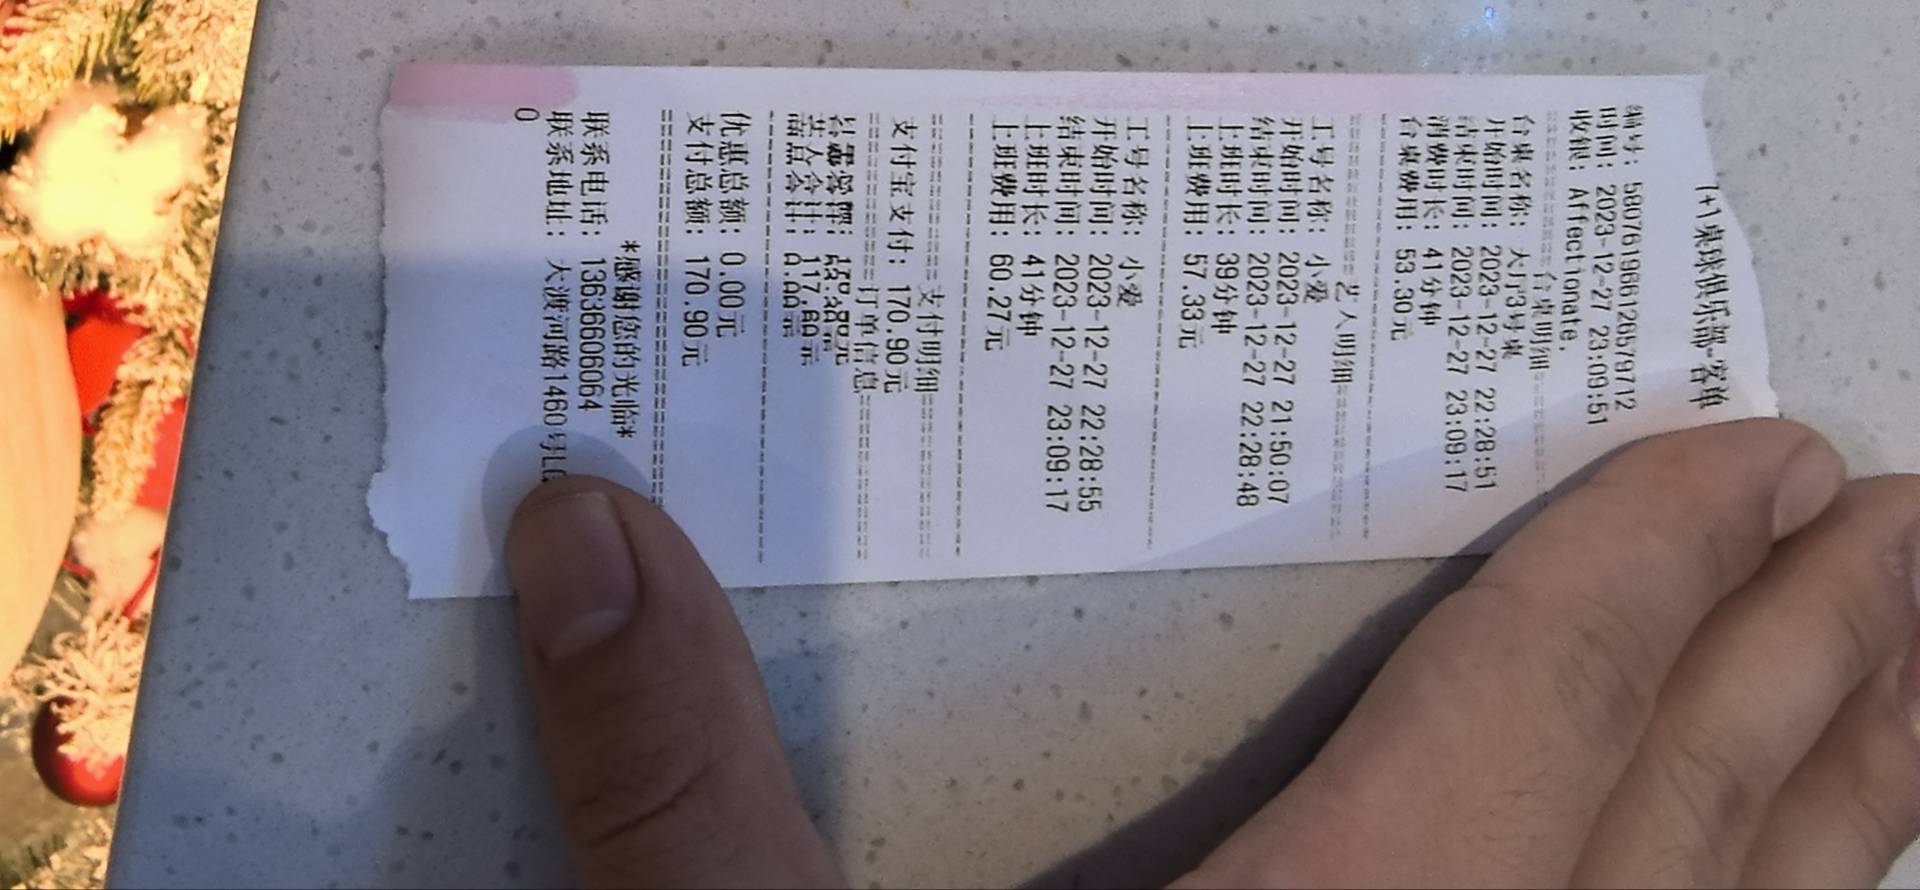 1+1桌球俱乐部-客单
编号: 580761966126579712
时间: 2023-12-27 23:09:51
收银: Affectionate.
台桌明细
台桌名称: 大厅3号桌
开始时间: 2023-12-27 22:28:51
结束时间: 2023-12-27 23:09:17
消费时长: 41分钟
台桌费用: 53.30元
艺人明细
工号名称: 小爱
开始时间: 2023-12-27 21:50:07
结束时间: 2023-12-27 22:28:48
上班时长: 39分钟
上班费用: 57.33元
工号名称: 小爱
开始时间: 2023-12-27 22:28:55
结束时间: 2023-12-27 23:09:17
上班时长: 41分钟
上班费用: 60.27元
支付明细
支付宝支付: 170.90元
订单信息
艺人合计: 117.60元
优惠总额: 0.00元
支付总额: 170.90元
*感谢您的光临*
联系电话: 13636606064
联系地址: 大渡河路1460号L
0